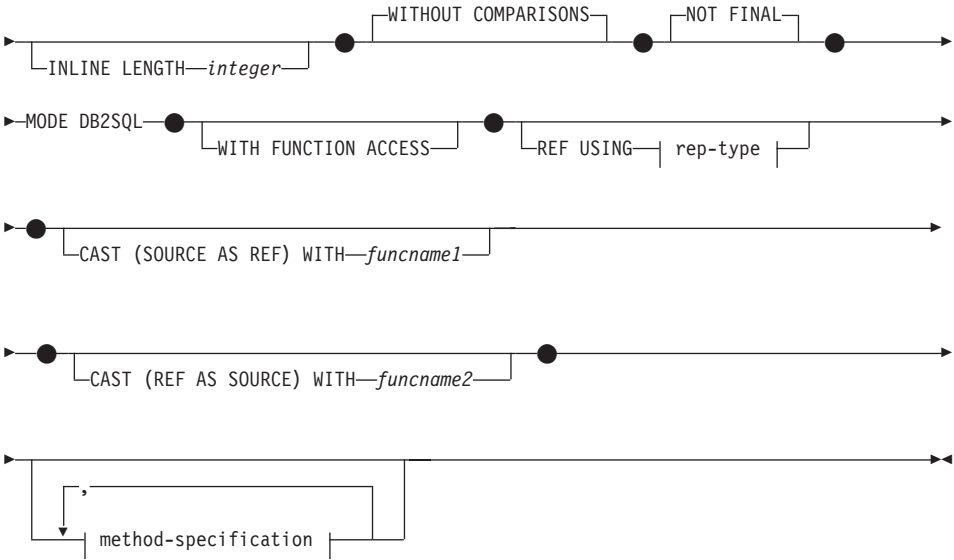 WITHOUT COMPARISONS NOT FINAL
INLINE LENGTH integer
MODE DB2SQL
WITH FUNCTION ACCESS REF USING rep-type
CAST (SOURCE AS REF) WITH funcname1
CAST (REF AS SOURCE) WITH funcname2
,
method-specification